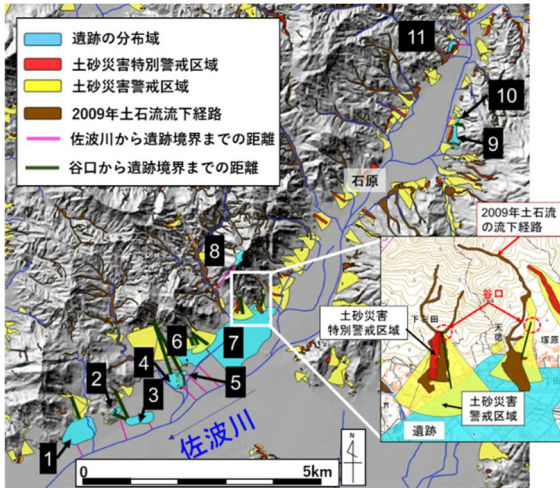 遺跡の分布域
土砂災害特別警戒区域
土砂災害警戒区域
2009年土石流流下経路
佐波川から遺跡境界までの距離
谷口から遺跡境界までの距離
11
10
9
石原
8
2009年土石流
の流下経路
谷口
下右田
土砂災害
特別警戒区域
天徳
塚原
土砂災害
警戒区域
遺跡
6
7
4
5
2
3
1
佐波川
N
0
5km